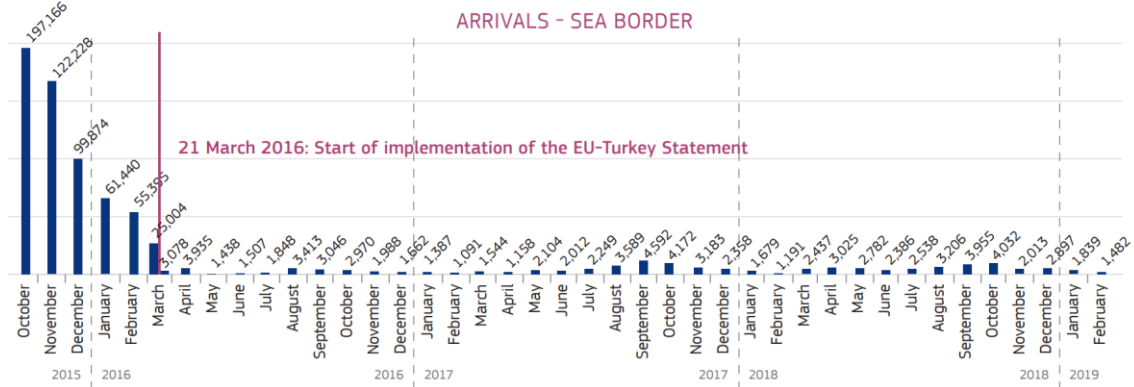 ARRIVALS - SEA BORDER
21 March 2016: Start of implementation of the EU-Turkey Statement
197,166
122,228
99,874
61,440
55,395
25,004
3,078
3,935
1,438
1,507
1,848
3,413
3,046
2,970
1,988
1,662
1,387
1,091
1,544
1,158
2,104
2,012
2,249
3,589
4,592
4,172
3,183
2,358
1,679
1,191
2,437
3,025
2,782
2,386
2,538
3,206
3,955
4,032
2,013
2,897
1,839
1,482
October
November
December
January
February
March
April
May
June
July
August
September
October
November
December
January
February
March
April
May
June
July
August
September
October
November
December
January
February
March
April
May
June
July
August
September
October
November
December
January
February
2015
2016
2016
2017
2017
2018
2018
2019